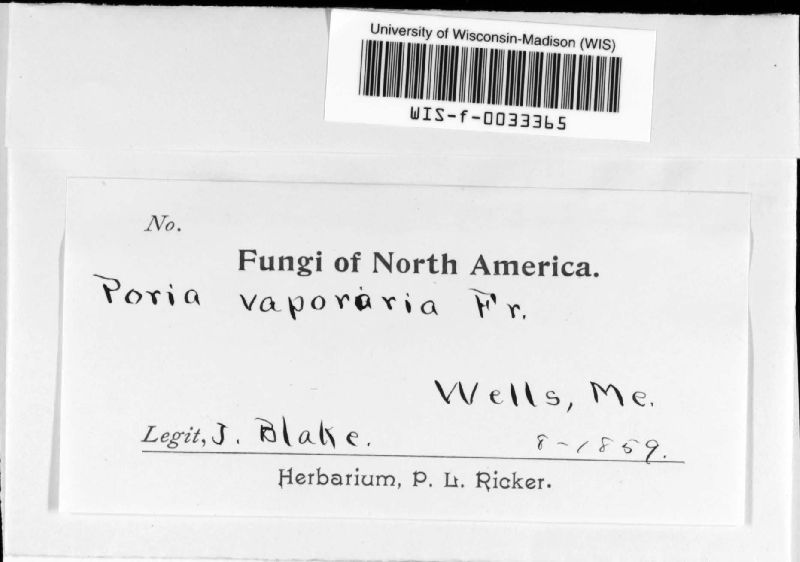 University of Wisconsin-Madison (WIS)
WIS-f-0033365
No.
Fungi of North America.
Poria vaporaria Fr.
Wells, Me.
Legit, J. Blake. 8-1859.
Herbarium, P. L. Ricker.